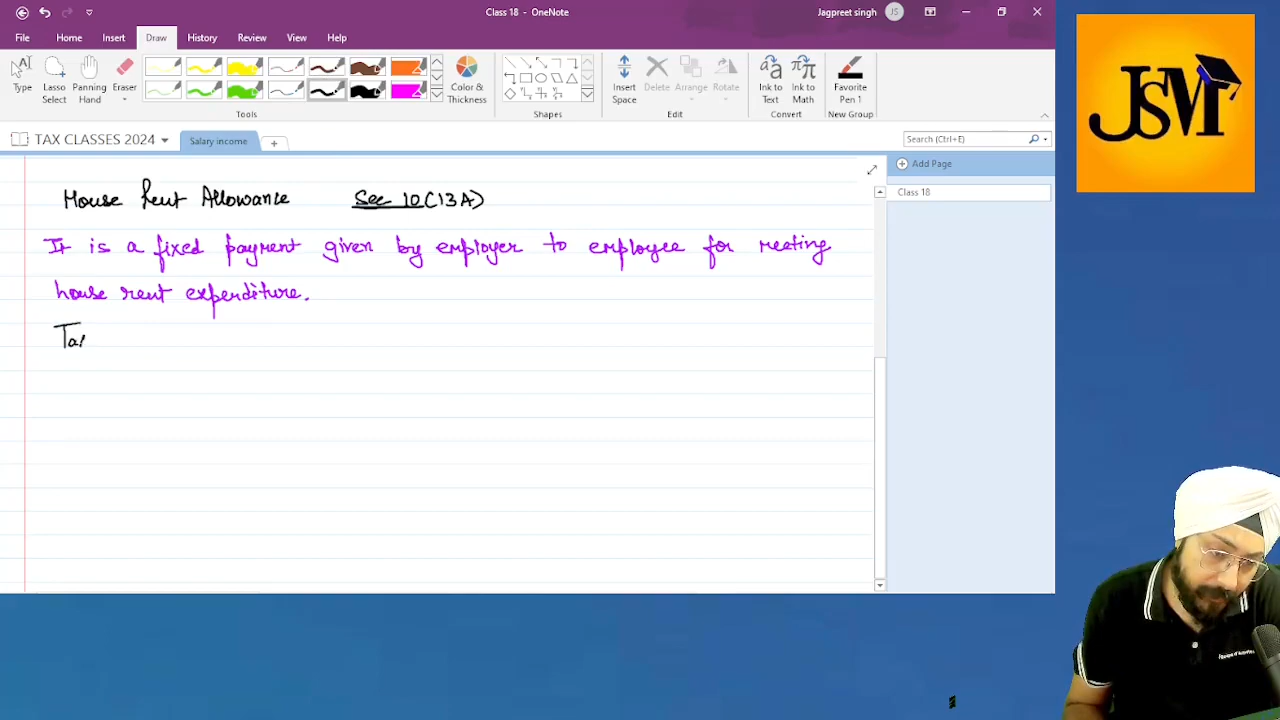 Class 18 - OneNote
Jagpreet singh JS
File Home Insert Draw History Review View Help
Type Lasso Select Panning Hand Eraser
Color & Thickness
Insert Space Delete Arrange Rotate
Ink to Text Ink to Math
Favorite Pen 1
Tools Shapes Edit Convert New Group
TAX CLASSES 2024 Salary income
Search (Ctrl+E)
Add Page
Class 18
House Rent Allowance Sec 10(13A)
It is a fixed payment given by employer to employee for meeting
house rent expenditure.
Ta
JSM